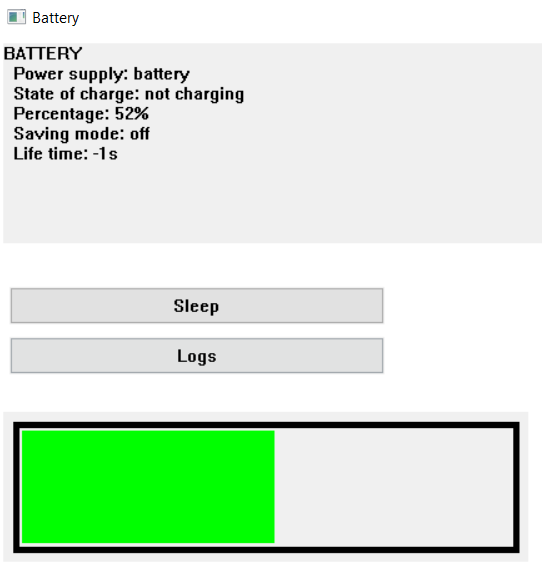 Battery
BATTERY
Power supply: battery
State of charge: not charging
Percentage: 52%
Saving mode: off
Life time: -1s
Sleep
Logs